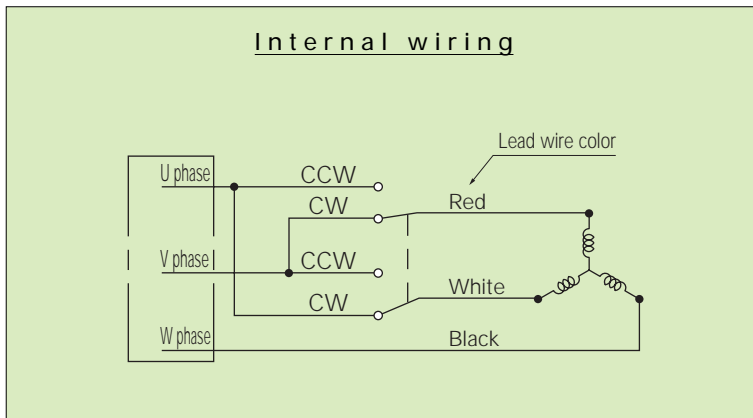 Internal wiring
Lead wire color
U phase
CCW
CW
Red
V phase
CCW
White
CW
W phase
Black